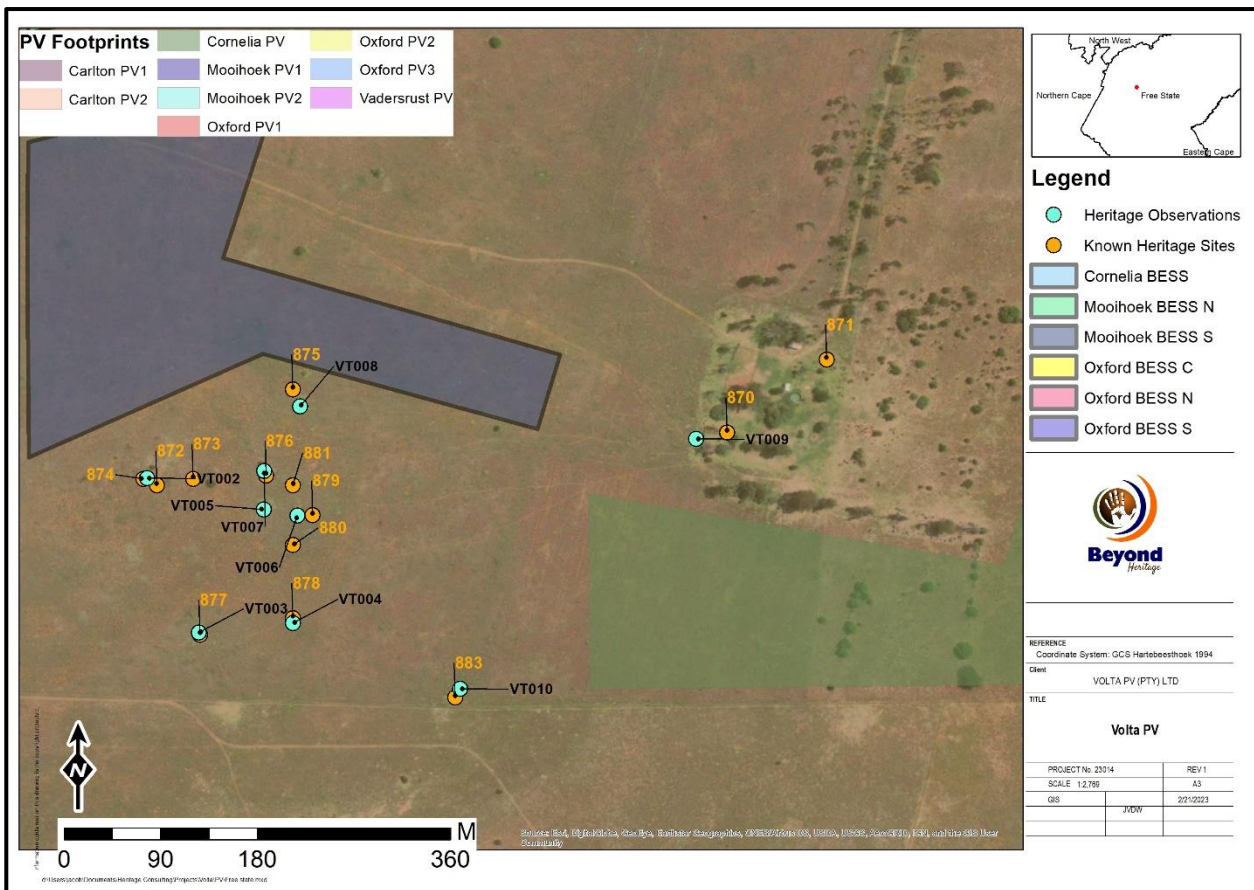 PV Footprints
Carlton PV1
Carlton PV2
Cornelia PV
Mooihoek PV1
Mooihoek PV2
Oxford PV1
Oxford PV2
Oxford PV3
Vadersrust PV
North West
Northern Cape
Free State
Eastern Cape
Legend
Heritage Observations
Known Heritage Sites
Cornelia BESS
Mooihoek BESS N
Mooihoek BESS S
Oxford BESS C
Oxford BESS N
Oxford BESS S
875
VT008
871
870
VT009
872
873
876
881
874
VT002
879
VT005
VT007
880
VT006
878
877
VT003
VT004
883
VT010
N
M
0
90
180
360
Beyond
Heritage
REFERENCE
Coordinate System: GCS Hartebeesthoek 1994
Client
VOLTA PV (PTY) LTD
TITLE
Volta PV
PROJECT No. 23014
REV 1
SCALE 1:2,769
A3
GIS
JVDW
2/21/2023
Community